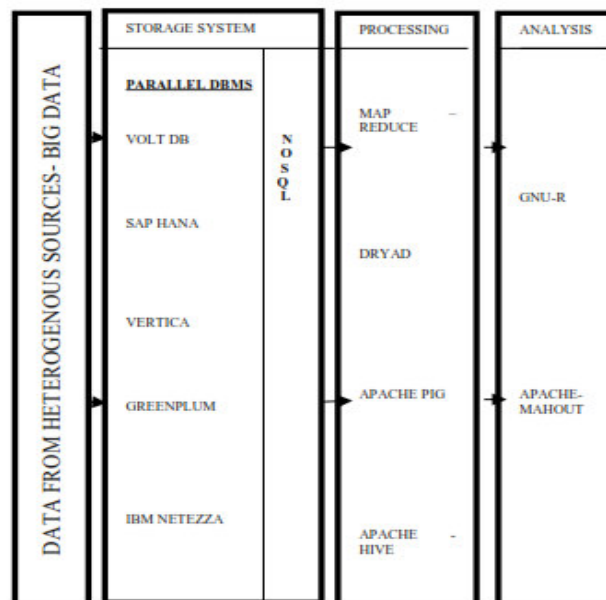 DATA FROM HETEROGENOUS SOURCES- BIG DATA
STORAGE SYSTEM
PARALLEL DBMS
VOLT DB
SAP HANA
VERTICA
GREENPLUM
IBM NETEZZA
NOSQL
PROCESSING
MAP –
REDUCE
DRYAD
APACHE PIG
APACHE -
HIVE
ANALYSIS
GNU-R
APACHE-
MAHOUT